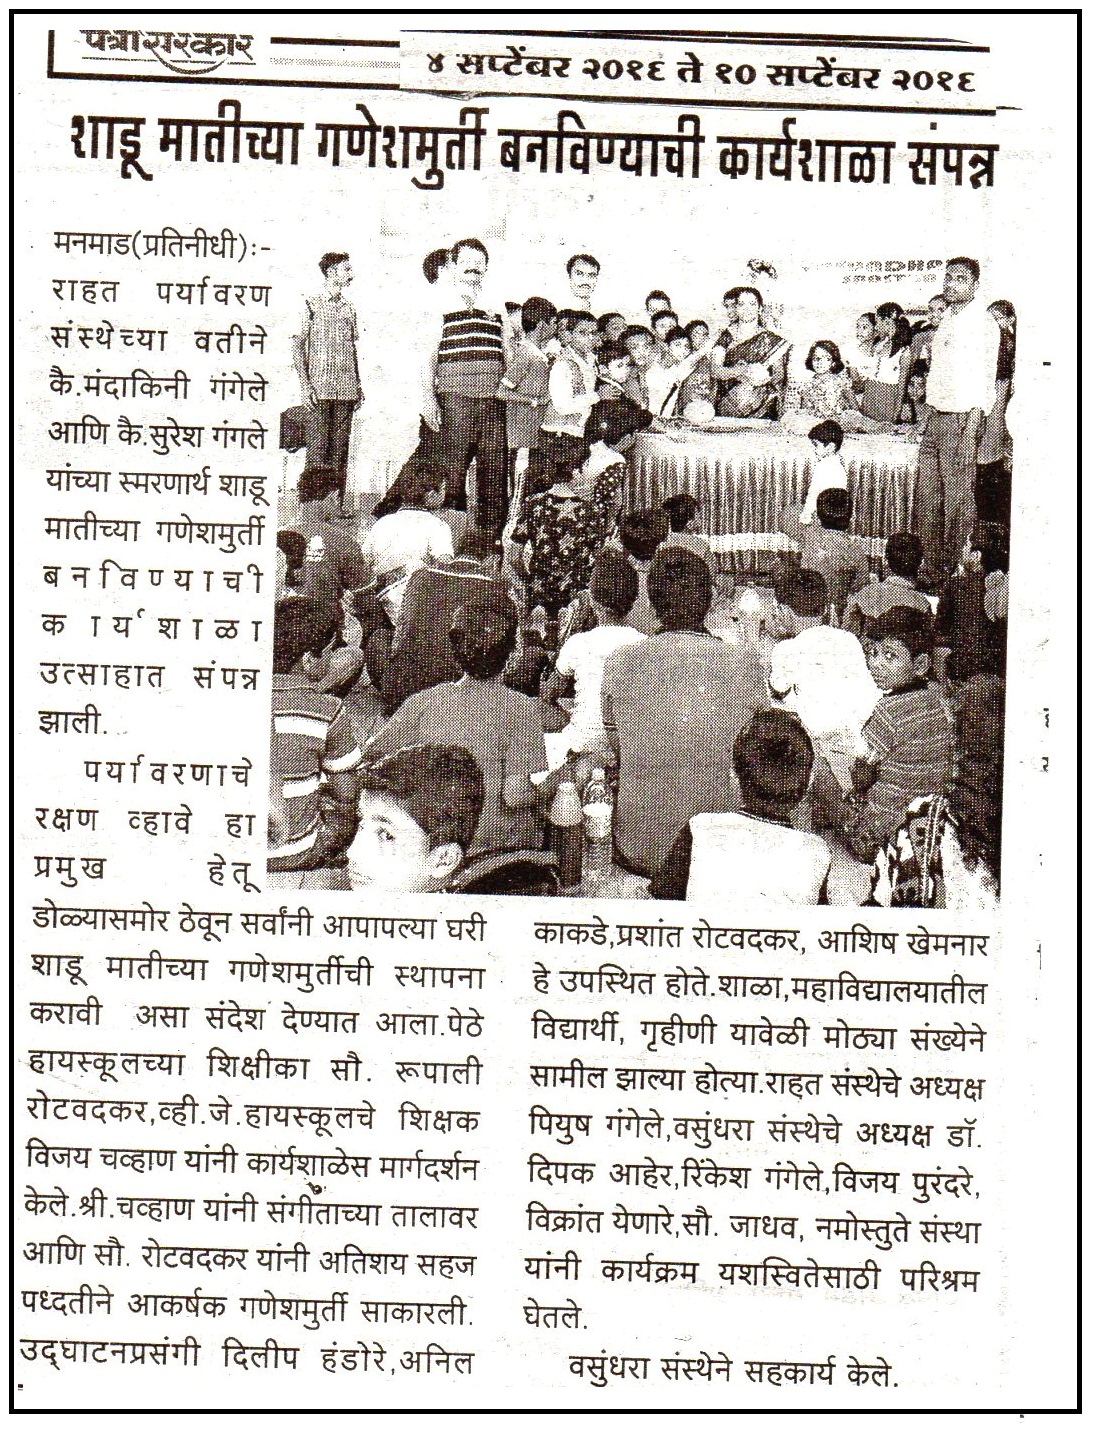 पत्रासरकार
४ सप्टेंबर २०१६ ते १० सप्टेंबर २०१६
शाडू मातीच्या गणेशमुर्ती बनविण्याची कार्यशाळा संपन्न
मनमाड(प्रतिनीधी):-
राहत पर्यावरण
संस्थेच्या वतीने
कै.मंदाकिनी गंगेले
आणि कै.सुरेश गंगले
यांच्या स्मरणार्थ शाडू
मातीच्या गणेशमुर्ती
बनविण्याची
कार्यशाळा
उत्साहात संपन्न
झाली.
पर्यावरणाचे
रक्षण व्हावे हा
प्रमुख हेतू
डोळ्यासमोर ठेवून सर्वांनी आपापल्या घरी
शाडू मातीच्या गणेशमुर्तीची स्थापना
करावी असा संदेश देण्यात आला.पेठे
हायस्कूलच्या शिक्षीका सौ. रूपाली
रोटवदकर,व्ही.जे.हायस्कूलचे शिक्षक
विजय चव्हाण यांनी कार्यशाळेस मार्गदर्शन
केले.श्री.चव्हाण यांनी संगीताच्या तालावर
आणि सौ. रोटवदकर यांनी अतिशय सहज
पध्दतीने आकर्षक गणेशमुर्ती साकारली.
उद्घाटनप्रसंगी दिलीप हंडोरे,अनिल
काकडे,प्रशांत रोटवदकर, आशिष खेमनार
हे उपस्थित होते.शाळा,महाविद्यालयातील
विद्यार्थी, गृहीणी यावेळी मोठ्या संख्येने
सामील झाल्या होत्या.राहत संस्थेचे अध्यक्ष
पियुष गंगेले,वसुंधरा संस्थेचे अध्यक्ष डॉ.
दिपक आहेर,रिंकेश गंगेले,विजय पुरंदरे,
विक्रांत येणारे,सौ. जाधव, नमोस्तुते संस्था
यांनी कार्यक्रम यशस्वितेसाठी परिश्रम
घेतले.
वसुंधरा संस्थेने सहकार्य केले.